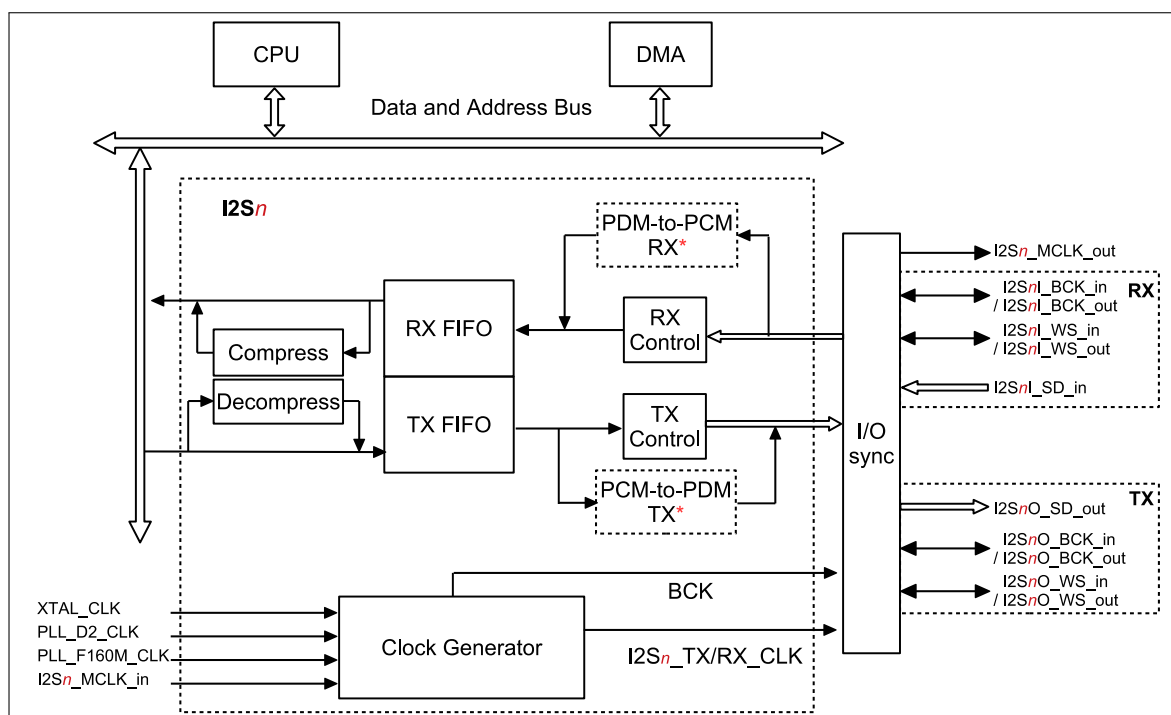 CPU
DMA
Data and Address Bus
I2Sn
PDM-to-PCM
RX*
I2Sn_MCLK_out
RX
I2SnI_BCK_in
/ I2SnI_BCK_out
I2SnI_WS_in
/ I2SnI_WS_out
I2SnI_SD_in
RX FIFO
RX
Control
Compress
Decompress
TX FIFO
TX
Control
I/O
sync
PCM-to-PDM
TX*
TX
I2SnO_SD_out
I2SnO_BCK_in
/ I2SnO_BCK_out
I2SnO_WS_in
/ I2SnO_WS_out
BCK
XTAL_CLK
PLL_D2_CLK
PLL_F160M_CLK
I2Sn_MCLK_in
Clock Generator
I2Sn_TX/RX_CLK